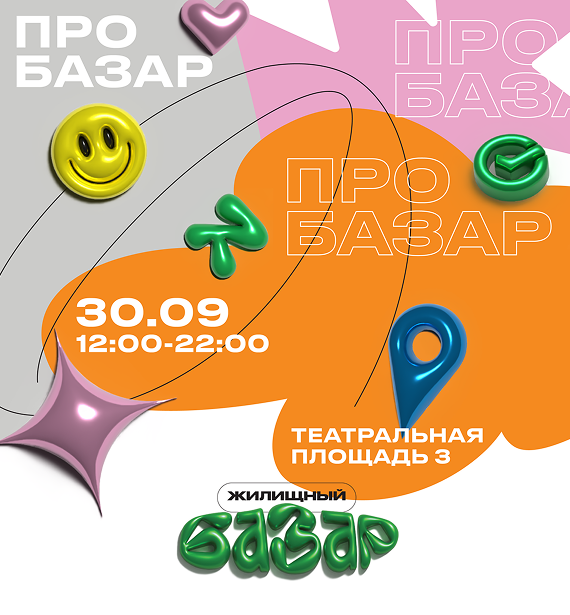 ПРО
БАЗАР
ПРО
БАЗА
ПРО
БАЗАР
30.09
12:00-22:00
ТЕАТРАЛЬНАЯ
ПЛОЩАДЬ 3
ЖИЛИЩНЫЙ
БАЗАР